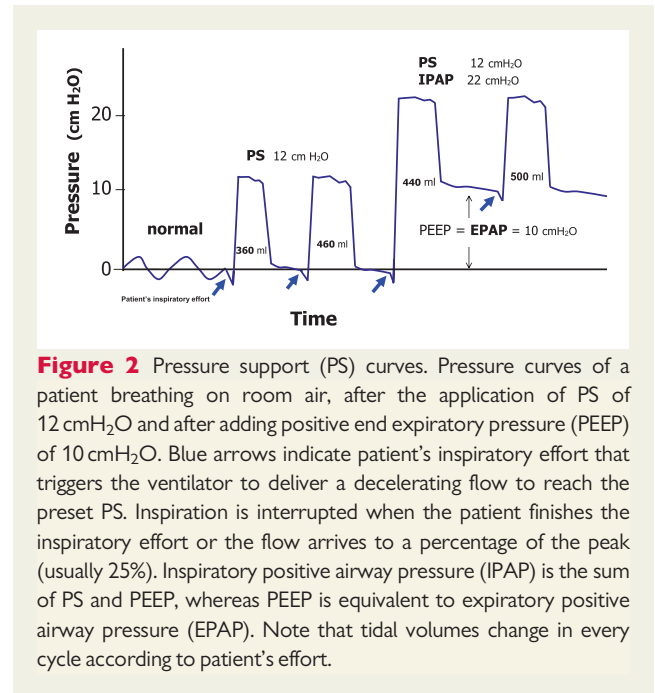 Pressure (cm H₂O)
PS 12 cmH₂O
IPAP 22 cmH₂O
20
PS 12 cm H₂O
440 ml
500 ml
10
normal
PEEP = EPAP = 10 cmH₂O
360 ml
460 ml
0
Patient's inspiratory effort
Time
Figure 2 Pressure support (PS) curves. Pressure curves of a
patient breathing on room air, after the application of PS of
12 cmH₂O and after adding positive end expiratory pressure (PEEP)
of 10 cmH₂O. Blue arrows indicate patient's inspiratory effort that
triggers the ventilator to deliver a decelerating flow to reach the
preset PS. Inspiration is interrupted when the patient finishes the
inspiratory effort or the flow arrives to a percentage of the peak
(usually 25%). Inspiratory positive airway pressure (IPAP) is the sum
of PS and PEEP, whereas PEEP is equivalent to expiratory positive
airway pressure (EPAP). Note that tidal volumes change in every
cycle according to patient's effort.